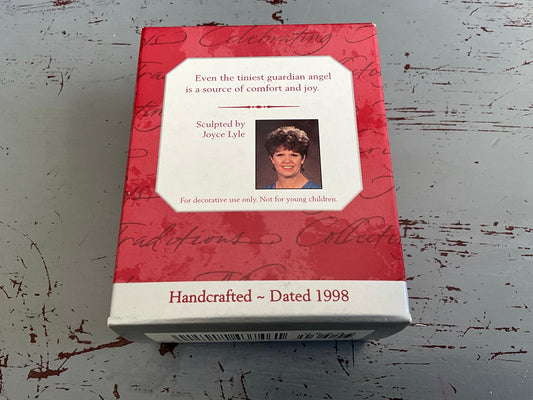 Celebrating
Even the tiniest guardian angel
is a source of comfort and joy.
Sculpted by
Joyce Lyle
For decorative use only. Not for young children.
Traditions
Handcrafted ~ Dated 1998